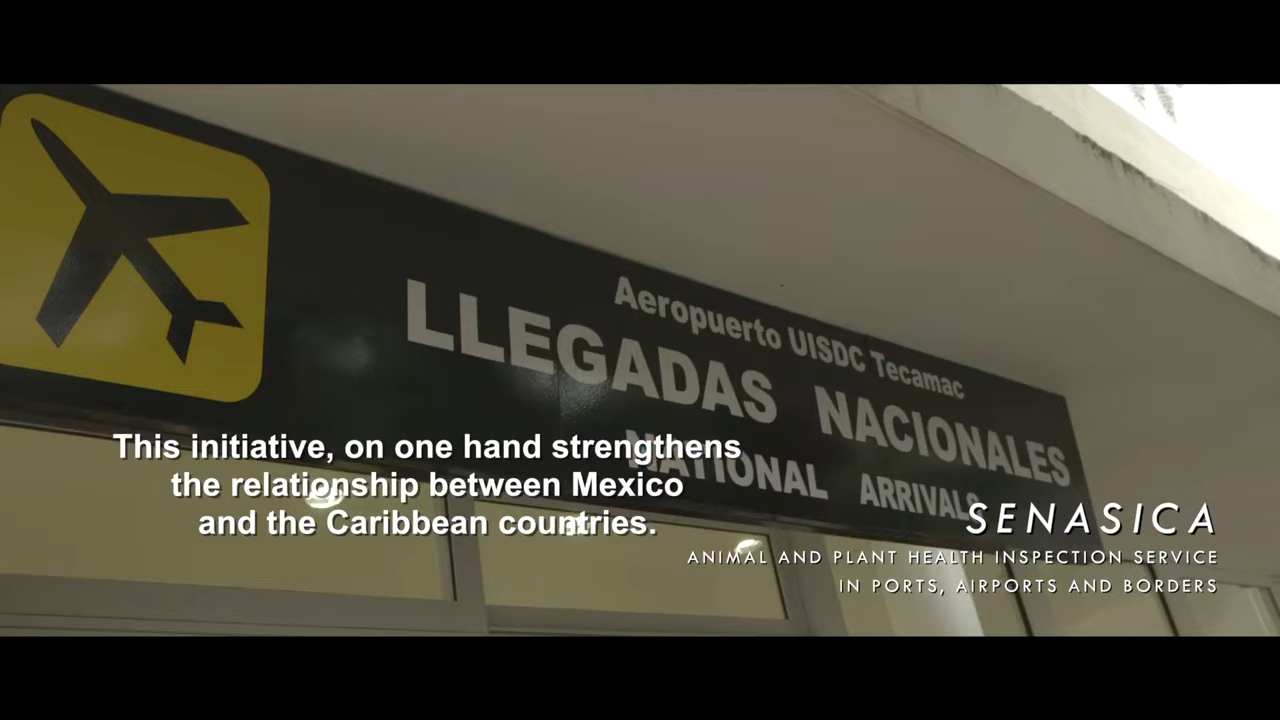 Aeropuerto UISDC Tecamac
LLEGADAS NACIONALES
NATIONAL ARRIVALS
This initiative, on one hand strengthens
the relationship between Mexico
and the Caribbean countries.
SENASICA
ANIMAL AND PLANT HEALTH INSPECTION SERVICE
IN PORTS, AIRPORTS AND BORDERS